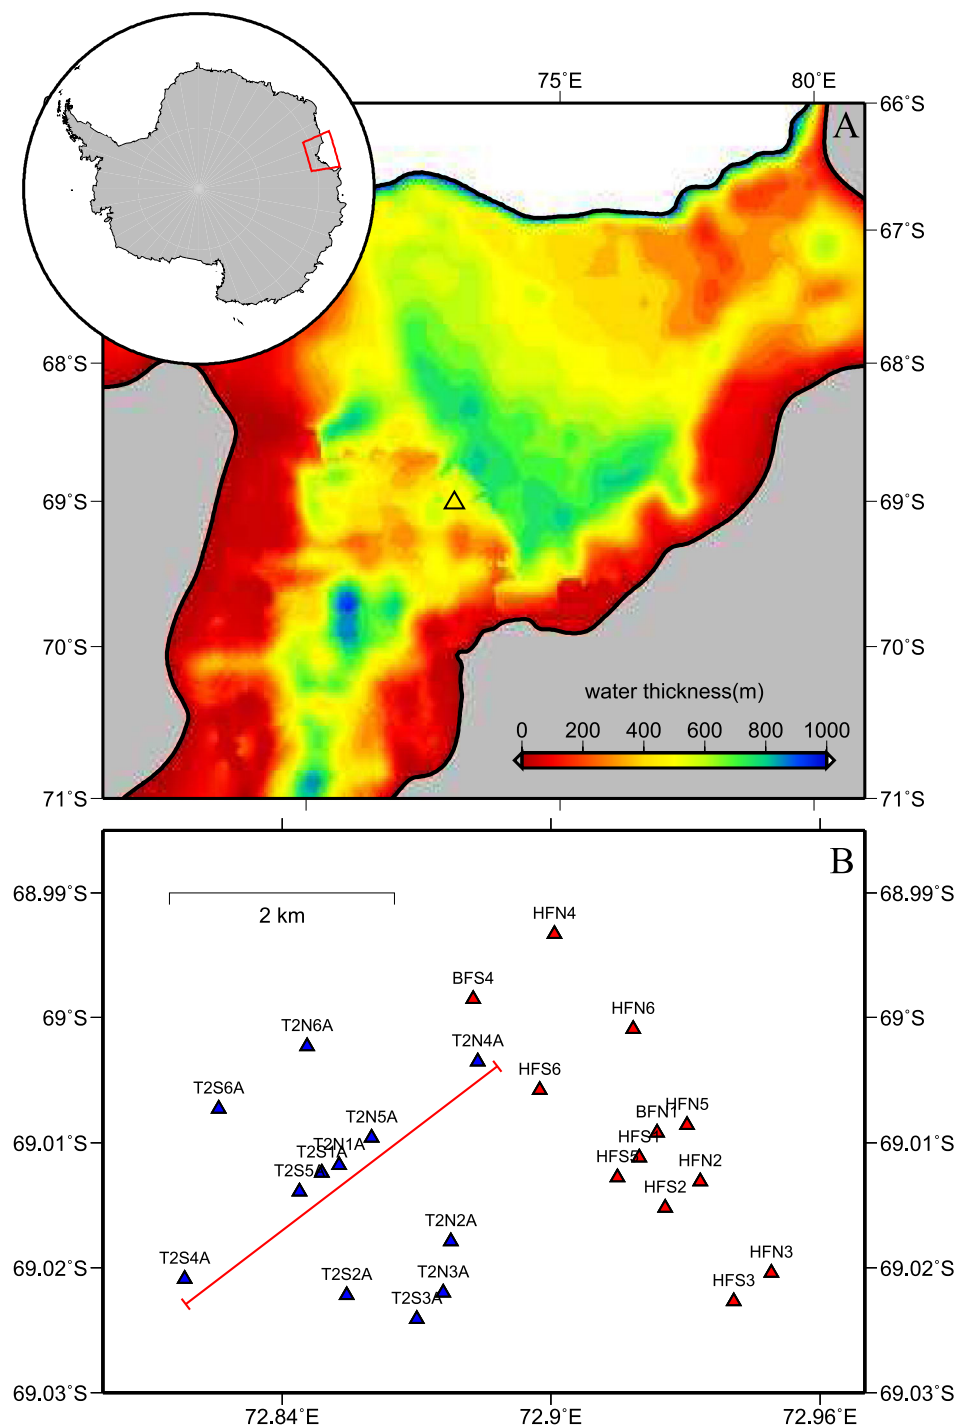 75°E 80°E
A 66°S
67°S
68°S 68°S
69°S 69°S
70°S 70°S
water thickness(m)
0 200 400 600 800 1000
71°S 71°S
B
68.99°S 68.99°S
2 km
HFN4
BFS4
69°S HFN6 69°S
T2N6A T2N4A
HFS6
T2S6A
T2N5A BFN1 HFN5
69.01°S T2N1A HFS1 69.01°S
T2S1A
T2S5A HFS5 HFN2
HFS2
T2N2A
T2S4A HFN3
69.02°S T2S2A T2N3A HFS3 69.02°S
T2S3A
69.03°S 69.03°S
72.84°E 72.9°E 72.96°E